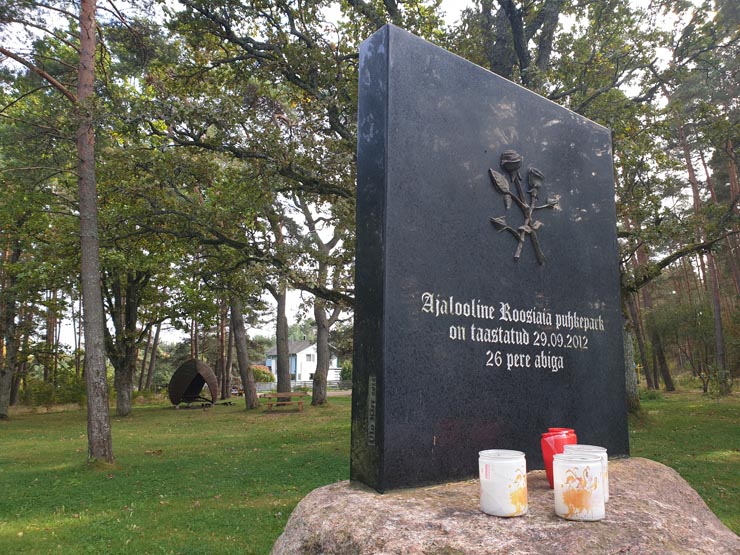 Ajalooline Roosiaia puhkepark
on taastatud 29.09.2012
26 pere abiga